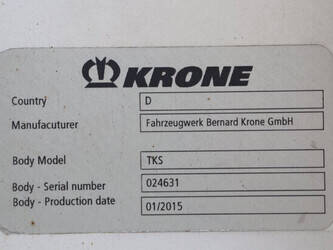 KRONE
Country D
Manufacuturer Fahrzeugwerk Bernard Krone GmbH
Body Model TKS
Body - Serial number 024631
Body - Production date 01/2015